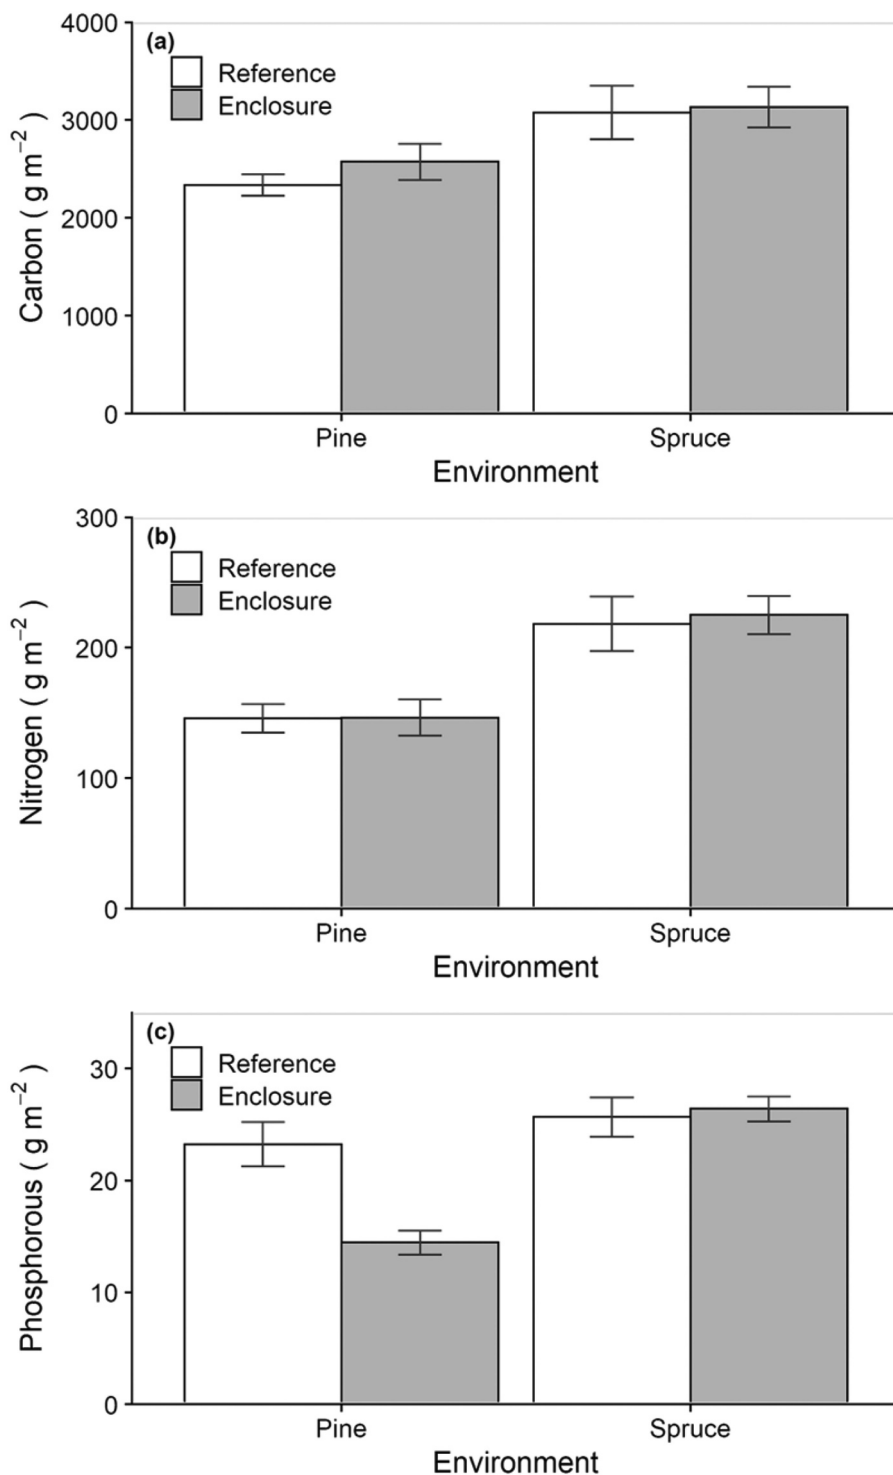 (a)
Reference
Enclosure
4000
3000
2000
1000
0
Carbon ( g m⁻² )
Pine Spruce
Environment
(b)
Reference
Enclosure
300
200
100
0
Nitrogen ( g m⁻² )
Pine Spruce
Environment
(c)
Reference
Enclosure
30
20
10
0
Phosphorous ( g m⁻² )
Pine Spruce
Environment